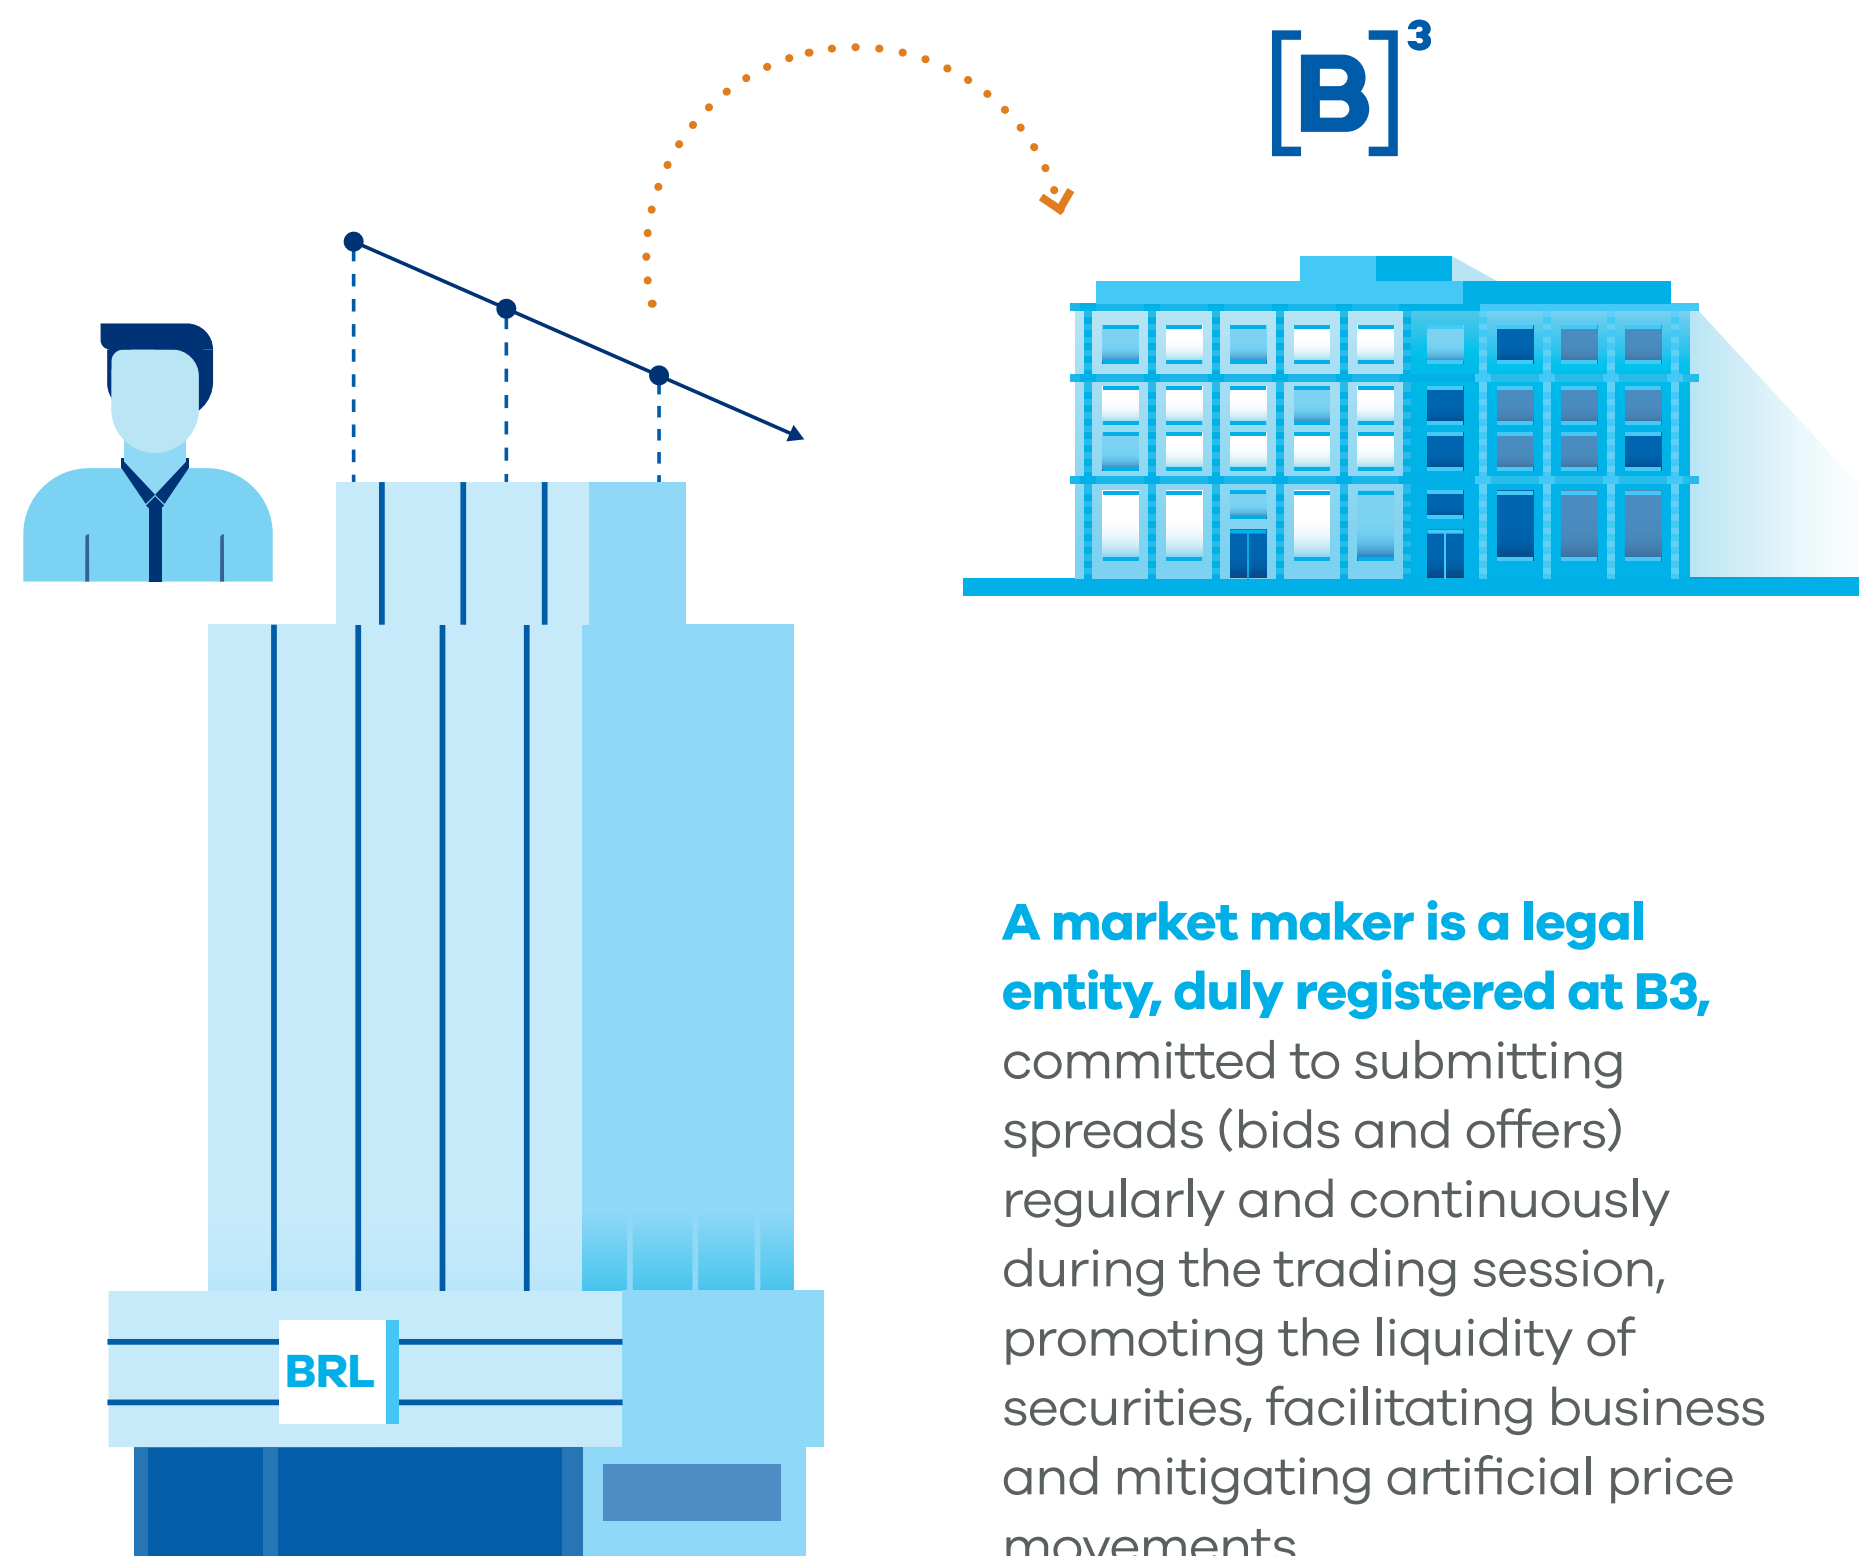 [B]³
BRL
A market maker is a legal
entity, duly registered at B3,
committed to submitting
spreads (bids and offers)
regularly and continuously
during the trading session,
promoting the liquidity of
securities, facilitating business
and mitigating artificial price
movements